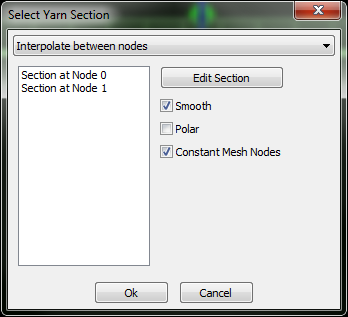 Select Yarn Section
Interpolate between nodes
Section at Node 0
Section at Node 1
Edit Section
Smooth
Polar
Constant Mesh Nodes
Ok
Cancel